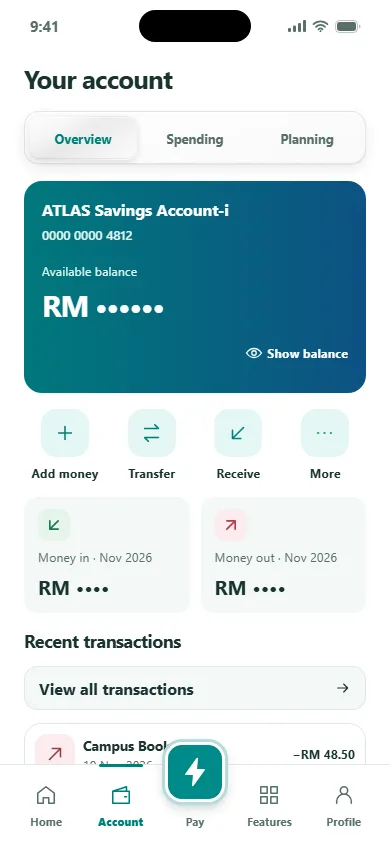 9:41
Your account
Overview Spending Planning
ATLAS Savings Account-i
0000 0000 4812
Available balance
RM ••••••
Show balance
Add money Transfer Receive More
Money in · Nov 2026 Money out · Nov 2026
RM •••• RM ••••
Recent transactions
View all transactions
Campus −RM 48.50
Home Account Pay Features Profile